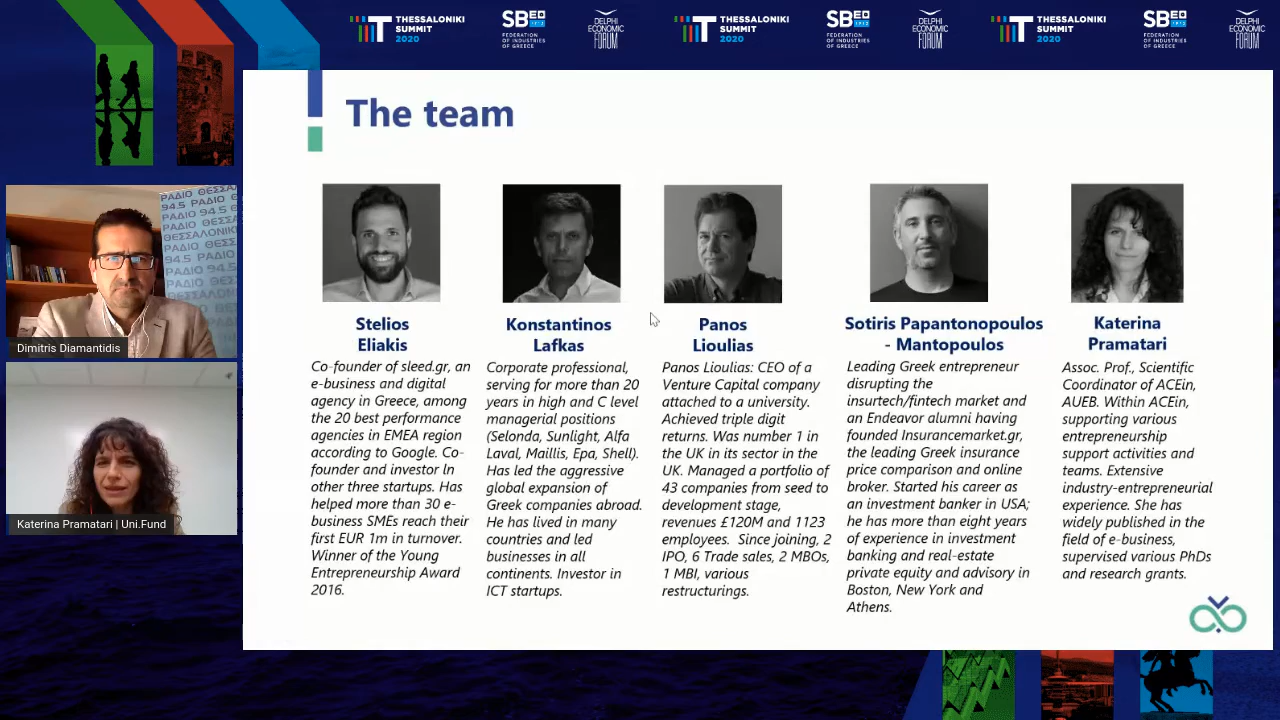 THESSALONIKI
SUMMIT
2020
SBE
FEDERATION
OF INDUSTRIES
OF GREECE
DELPHI
ECONOMIC
FORUM
THESSALONIKI
SUMMIT
2020
SBE
FEDERATION
OF INDUSTRIES
OF GREECE
DELPHI
ECONOMIC
FORUM
THESSALONIKI
SUMMIT
2020
SBE
FEDERATION
OF INDUSTRIES
OF GREECE
DELPHI
ECONOMIC
FORUM
The team
ΡΑΔΙΟ ΘΕΣΣΑ
94.5 ΡΑΔΙΟ 94.5
ΡΑΔΙΟ ΘΕΣΣΑ
ΘΕΣΣΑΛΟΝΙΚΗ
Dimitris Diamantidis
Katerina Pramatari | Uni.Fund
Stelios
Eliakis
Co-founder of sleed.gr, an
e-business and digital
agency in Greece, among
the 20 best performance
agencies in EMEA region
according to Google. Co-
founder and investor In
other three startups. Has
helped more than 30 e-
business SMEs reach their
first EUR 1m in turnover.
Winner of the Young
Entrepreneurship Award
2016.
Konstantinos
Lafkas
Corporate professional,
serving for more than 20
years in high and C level
managerial positions
(Selonda, Sunlight, Alfa
Laval, Maillis, Epa, Shell).
Has led the aggressive
global expansion of
Greek companies abroad.
He has lived in many
countries and led
businesses in all
continents. Investor in
ICT startups.
Panos
Lioulias
Panos Lioulias: CEO of a
Venture Capital company
attached to a university.
Achieved triple digit
returns. Was number 1 in
the UK in its sector in the
UK. Managed a portfolio of
43 companies from seed to
development stage,
revenues £120M and 1123
employees. Since joining, 2
IPO, 6 Trade sales, 2 MBOs,
1 MBI, various
restructurings.
Sotiris Papantonopoulos
- Mantopoulos
Leading Greek entrepreneur
disrupting the
insurtech/fintech market and
an Endeavor alumni having
founded Insurancemarket.gr,
the leading Greek insurance
price comparison and online
broker. Started his career as
an investment banker in USA;
he has more than eight years
of experience in investment
banking and real-estate
private equity and advisory in
Boston, New York and
Athens.
Katerina
Pramatari
Assoc. Prof., Scientific
Coordinator of ACEin,
AUEB. Within ACEin,
supporting various
entrepreneurship
support activities and
teams. Extensive
industry-entrepreneurial
experience. She has
widely published in the
field of e-business,
supervised various PhDs
and research grants.